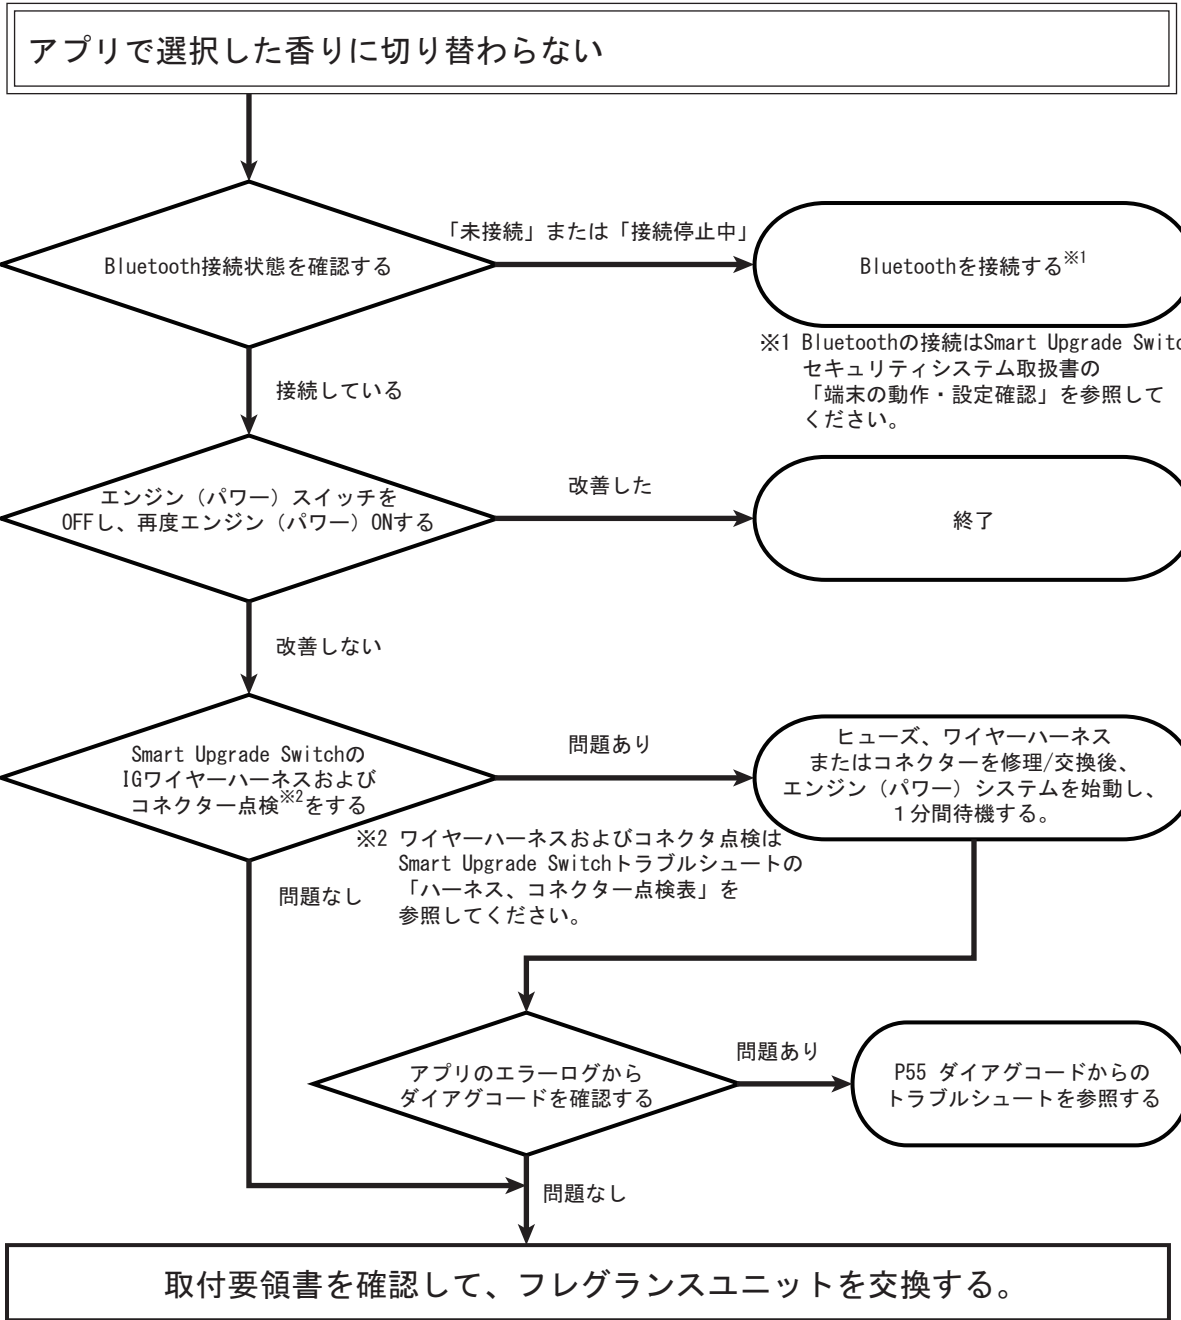 アプリで選択した香りに切り替わらない
Bluetooth接続状態を確認する
「未接続」または「接続停止中」
Bluetoothを接続する※1
※1 Bluetoothの接続はSmart Upgrade Switc
セキュリティシステム取扱書の
「端末の動作・設定確認」を参照して
ください。
接続している
エンジン（パワー）スイッチを
OFFし、再度エンジン（パワー）ONする
改善した
終了
改善しない
Smart Upgrade Switchの
IGワイヤーハーネスおよび
コネクター点検※2をする
問題あり
ヒューズ、ワイヤーハーネス
またはコネクターを修理/交換後、
エンジン（パワー）システムを始動し、
１分間待機する。
※2 ワイヤーハーネスおよびコネクタ点検は
Smart Upgrade Switchトラブルシュートの
「ハーネス、コネクター点検表」を
参照してください。
問題なし
アプリのエラーログから
ダイアグコードを確認する
問題あり
P55 ダイアグコードからの
トラブルシュートを参照する
問題なし
取付要領書を確認して、フレグランスユニットを交換する。